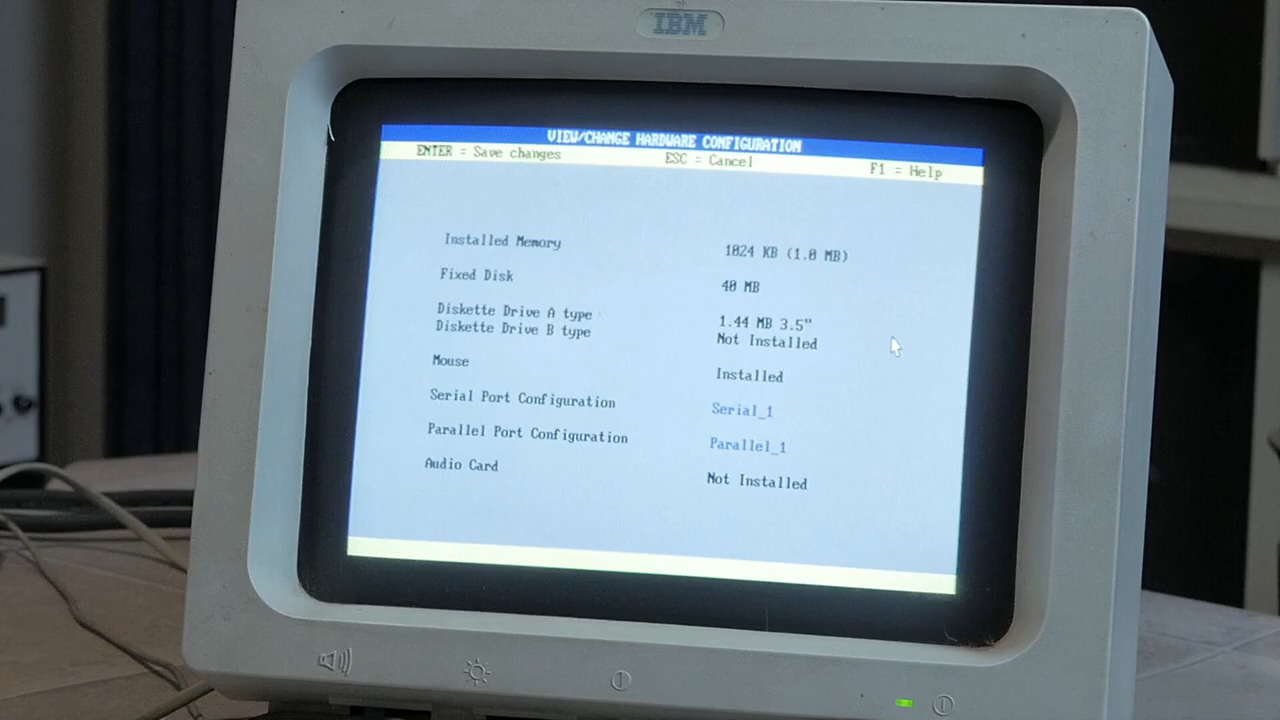 IBM
VIEW/CHANGE HARDWARE CONFIGURATION
ENTER = Save changes ESC = Cancel F1 = Help
Installed Memory 1024 KB (1.0 MB)
Fixed Disk 40 MB
Diskette Drive A type 1.44 MB 3.5"
Diskette Drive B type Not Installed
Mouse Installed
Serial Port Configuration Serial_1
Parallel Port Configuration Parallel_1
Audio Card Not Installed